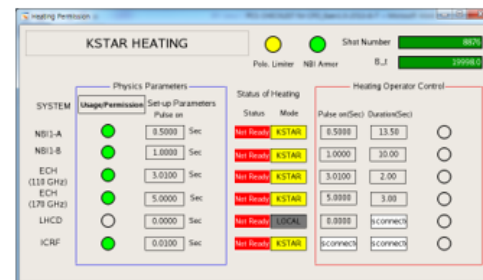 Heating Permission
KSTAR HEATING
Polo. Limiter
NBI Armor
Shot Number
8876
B_t
19998.0
Physics Parameters
Status of Heating
Heating Operator Control
SYSTEM
Usage/Permission
Set-up Parameters
Pulse on
Status
Mode
Pulse on(Sec)
Duration(Sec)
NBI1-A 0.5000 Sec Not Ready KSTAR 0.5000 13.50
NBI1-B 1.0000 Sec Not Ready KSTAR 1.0000 10.00
ECH
(110 GHz)
3.0100 Sec Not Ready KSTAR 3.0100 2.00
ECH
(170 GHz)
5.0000 Sec Not Ready KSTAR 5.0000 3.00
LHCD 0.0000 Sec Not Ready LOCAL 0.0000 sconnecti
ICRF 0.0100 Sec Not Ready KSTAR sconnecti sconnecti